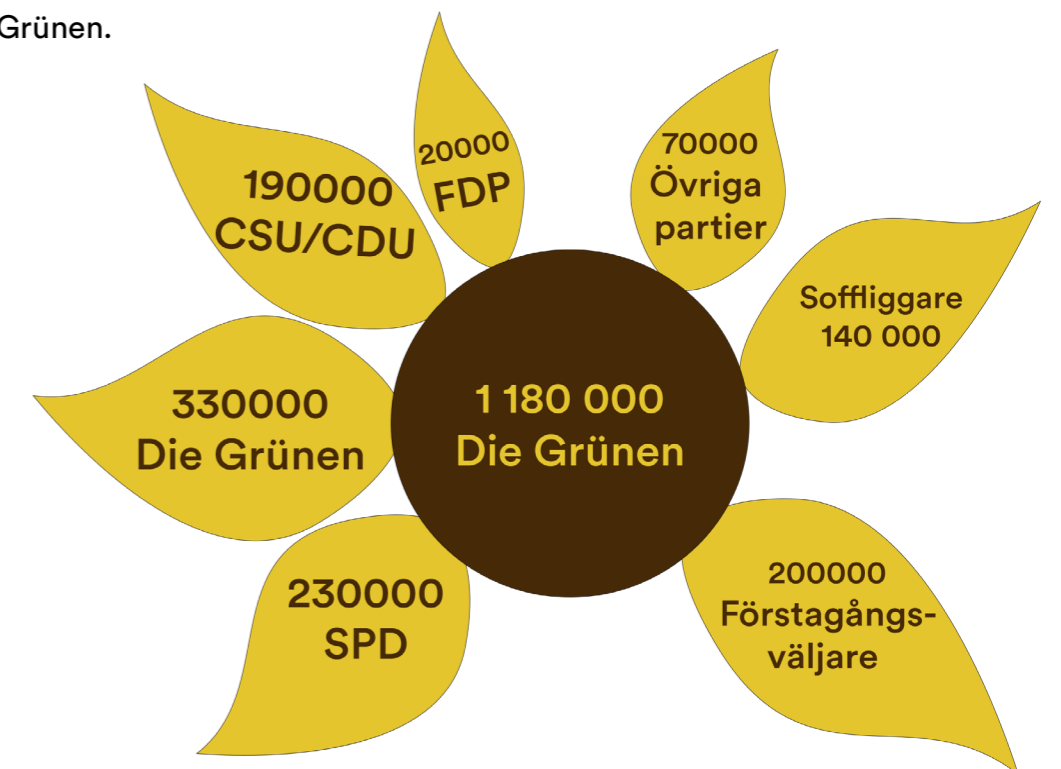 Grünen.
20000
FDP
70000
Övriga
partier
190000
CSU/CDU
Soffliggare
140 000
330000
Die Grünen
1 180 000
Die Grünen
230000
SPD
200000
Förstagångs-
väljare